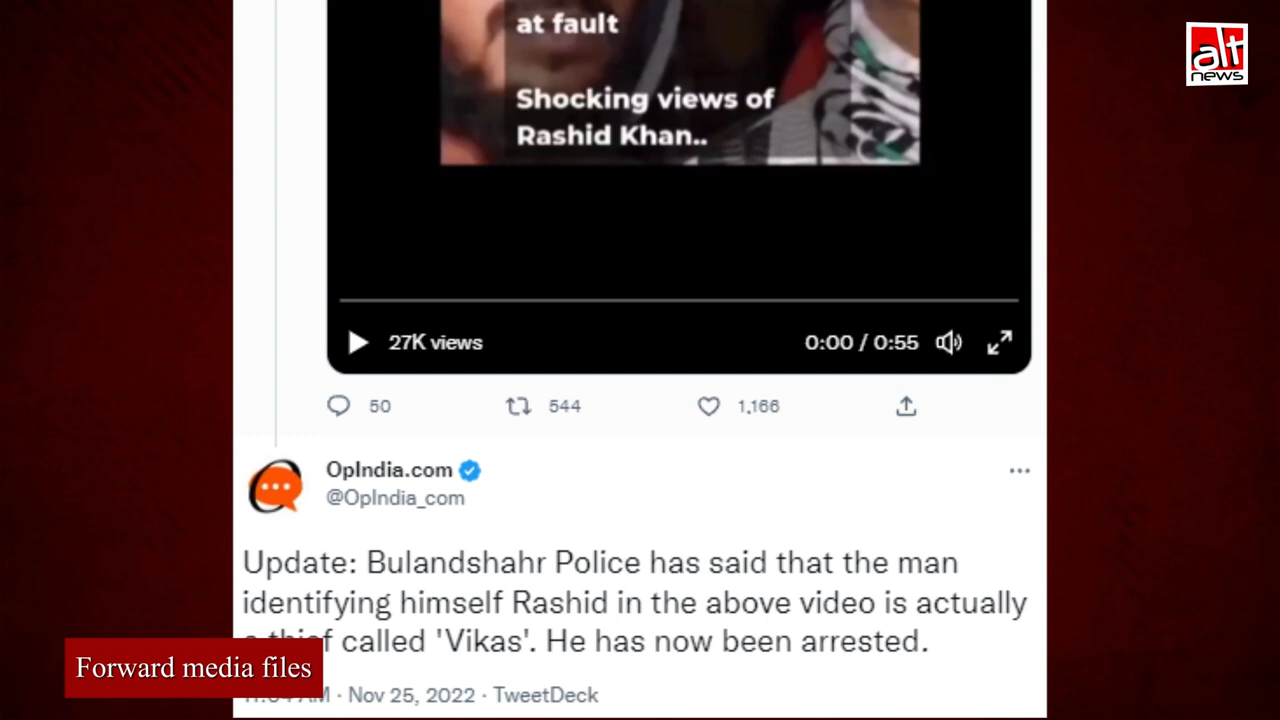 at fault
Shocking views of
Rashid Khan..
alt
news
27K views
0:00 / 0:55
50
544
1,166
OpIndia.com
@OpIndia_com
Update: Bulandshahr Police has said that the man
identifying himself Rashid in the above video is actually
called 'Vikas'. He has now been arrested.
Forward media files
· Nov 25, 2022 · TweetDeck